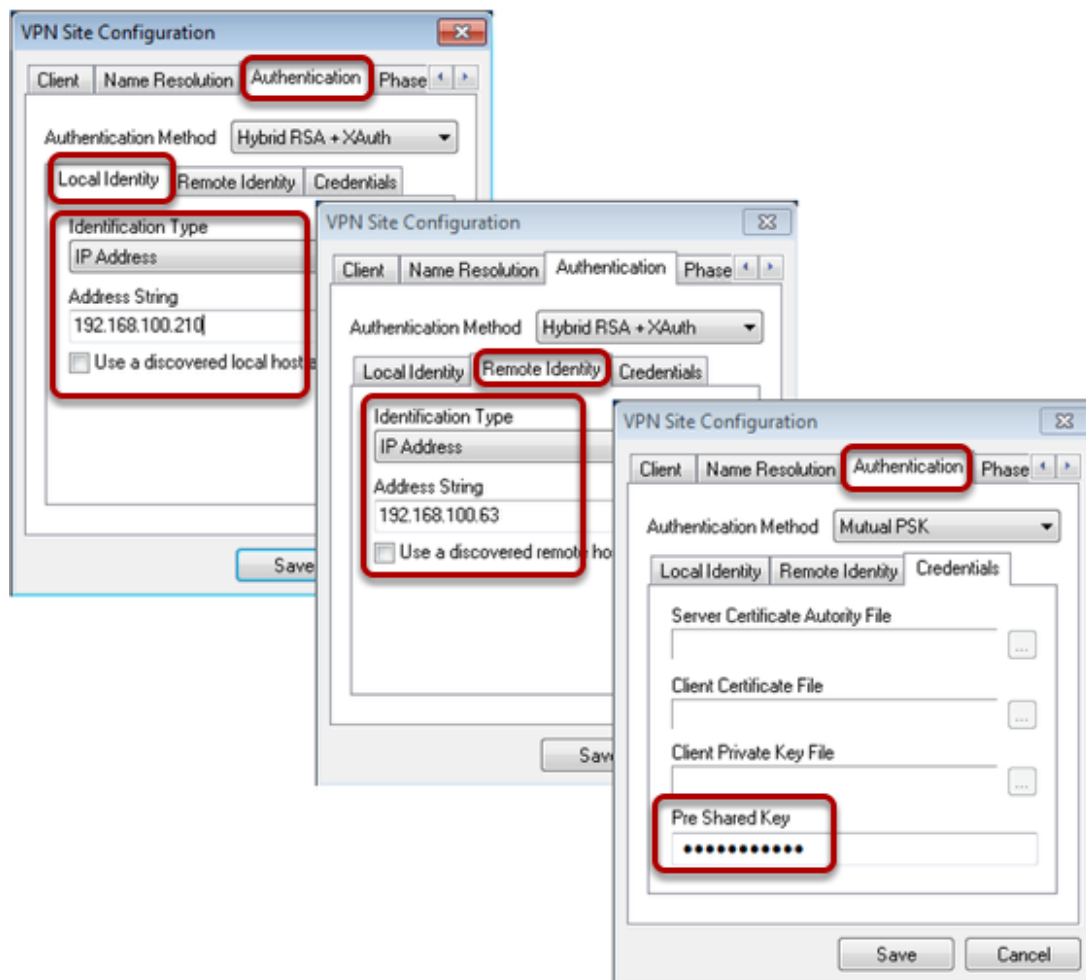 VPN Site Configuration
Client Name Resolution Authentication Phase
Authentication Method Hybrid RSA + XAuth
Local Identity Remote Identity Credentials
Identification Type
IP Address
Address String
192.168.100.210
Use a discovered local host
Save
VPN Site Configuration
Client Name Resolution Authentication Phase
Authentication Method Hybrid RSA + XAuth
Local Identity Remote Identity Credentials
Identification Type
IP Address
Address String
192.168.100.63
Use a discovered remote ho
Sav
VPN Site Configuration
Client Name Resolution Authentication Phase
Authentication Method Mutual PSK
Local Identity Remote Identity Credentials
Server Certificate Autority File
...
Client Certificate File
...
Client Private Key File
...
Pre Shared Key
●●●●●●●●●●●
Save Cancel